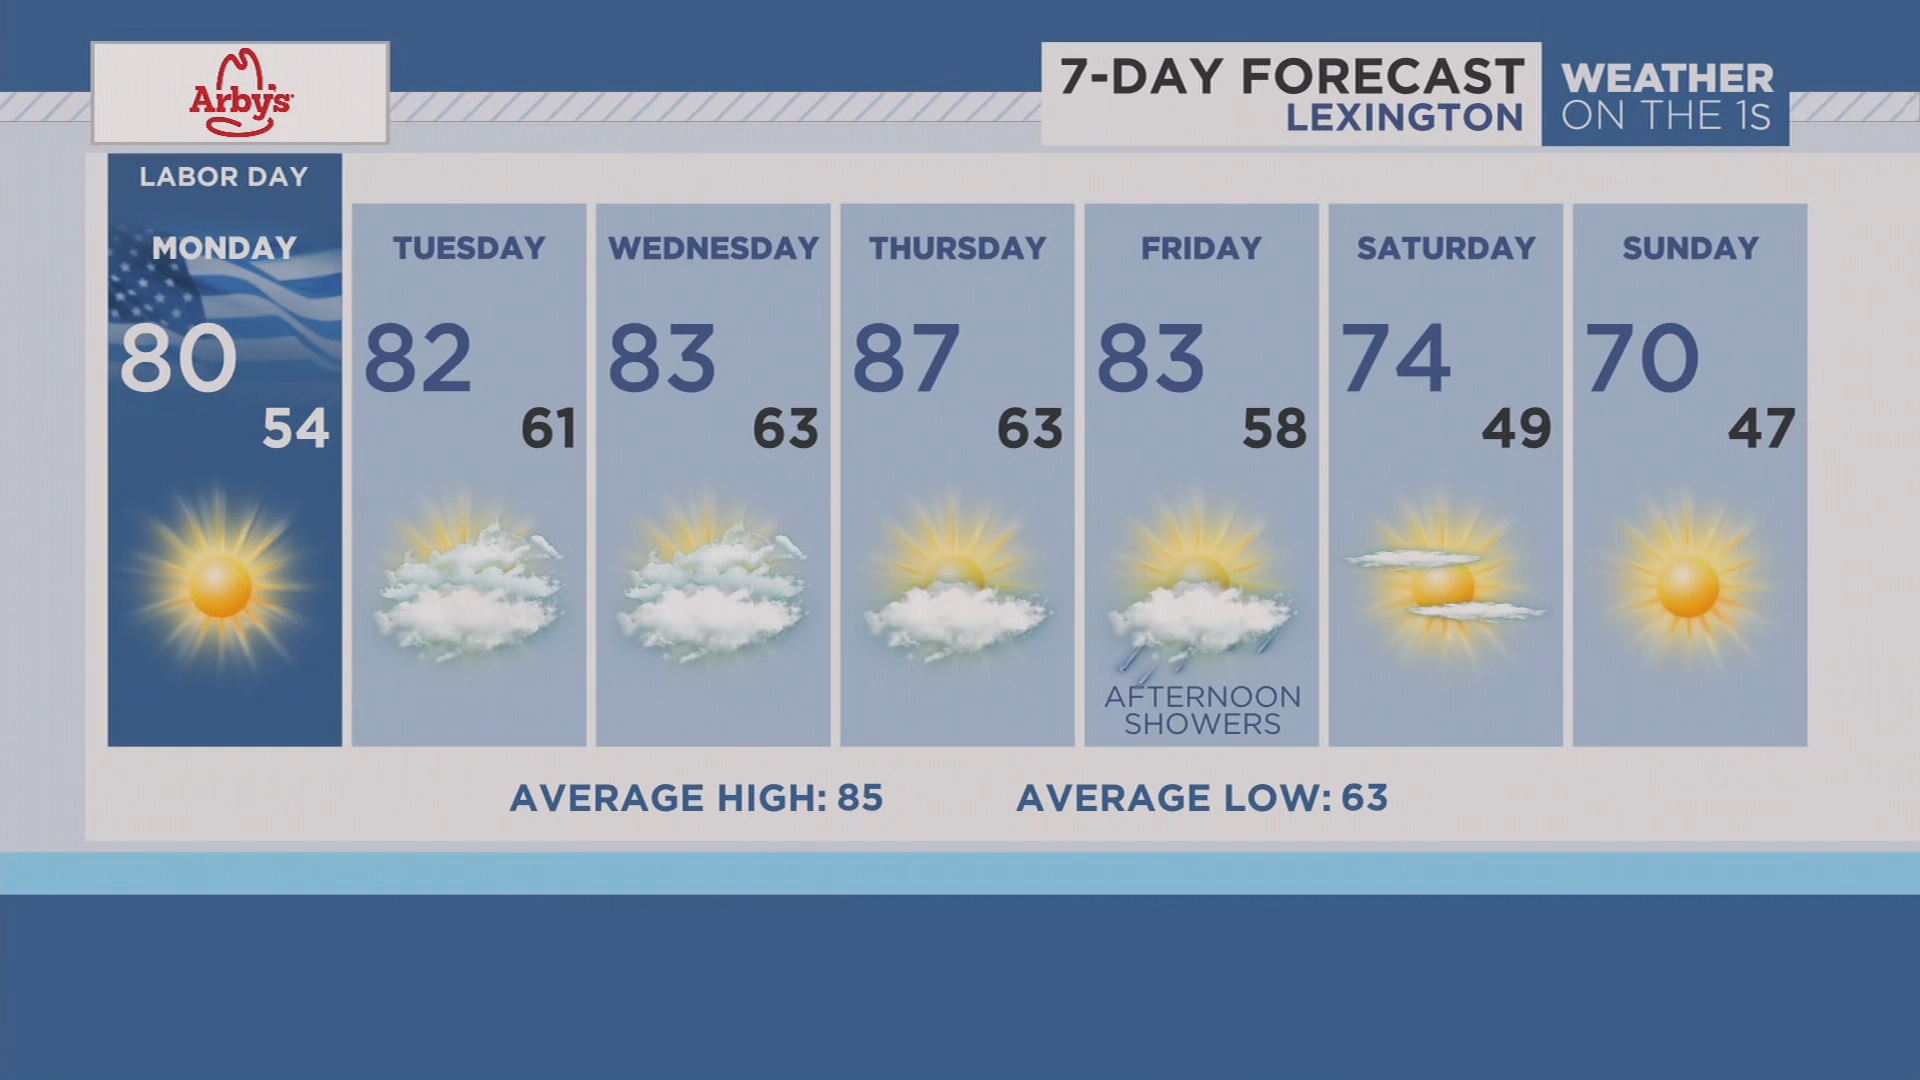 Arby's
7-DAY FORECAST
LEXINGTON
WEATHER
ON THE 1S
LABOR DAY
MONDAY
80
54
TUESDAY
82
61
WEDNESDAY
83
63
THURSDAY
87
63
FRIDAY
83
58
AFTERNOON
SHOWERS
SATURDAY
74
49
SUNDAY
70
47
AVERAGE HIGH: 85
AVERAGE LOW: 63